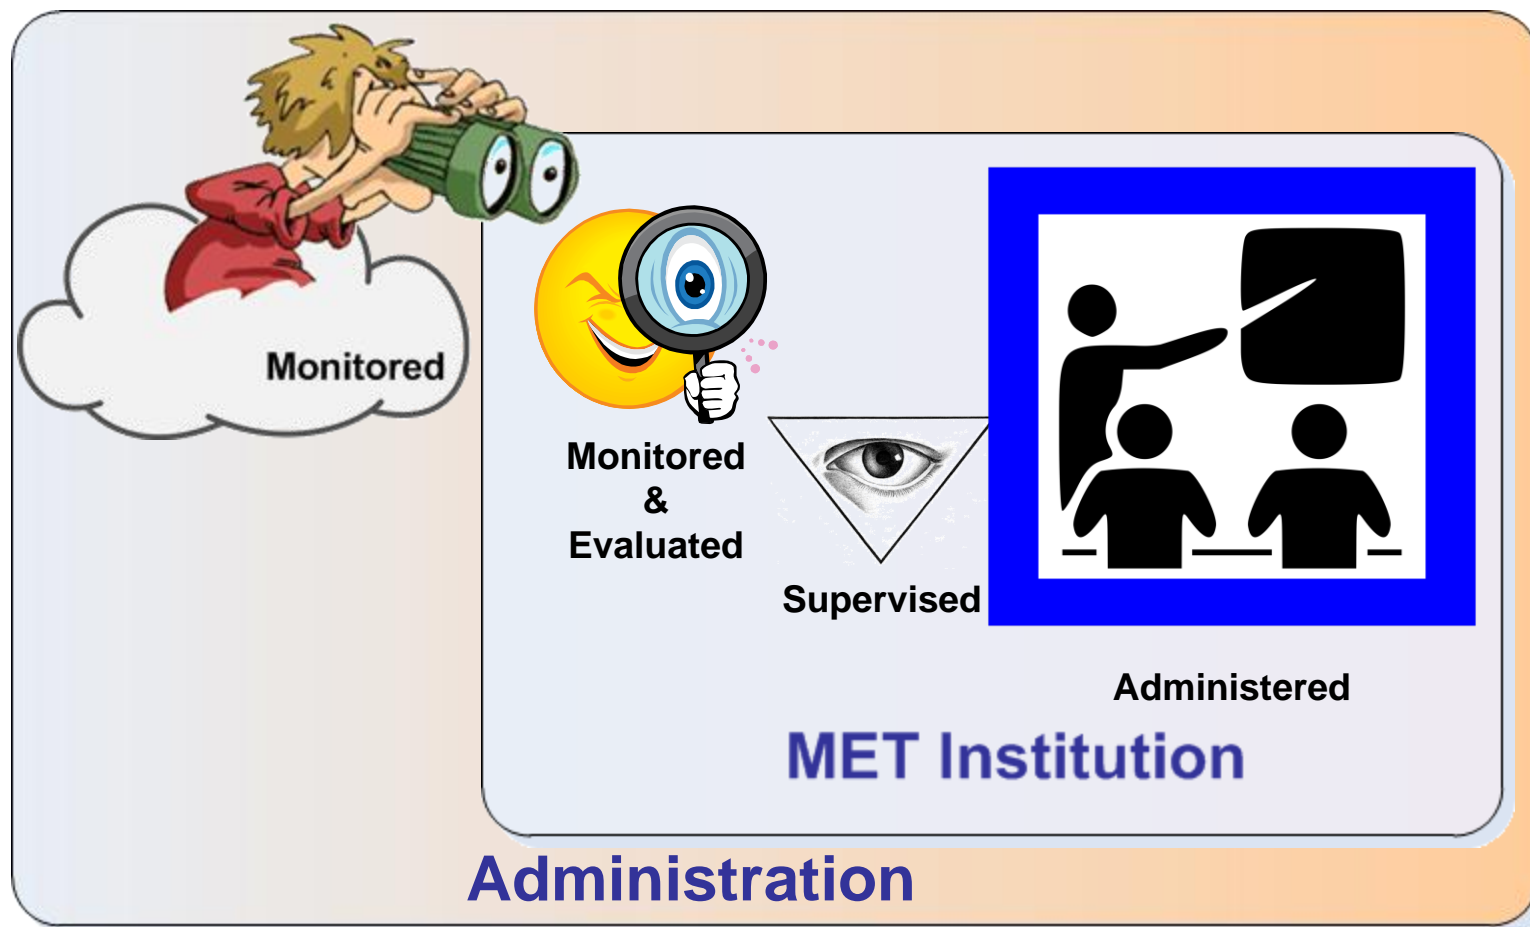 Monitored
Monitored
&
Evaluated
Supervised
Administered
MET Institution
Administration